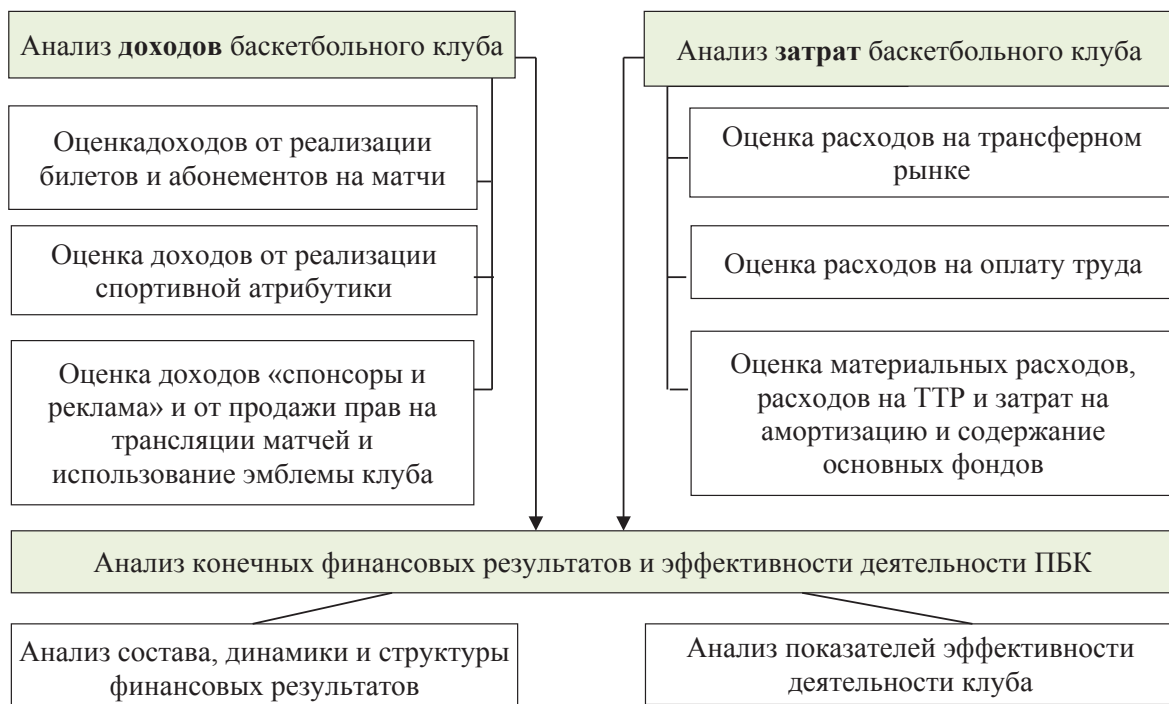 Анализ доходов баскетбольного клуба
Оценкадоходов от реализации
билетов и абонементов на матчи
Оценка доходов от реализации
спортивной атрибутики
Оценка доходов «спонсоры и
реклама» и от продажи прав на
трансляции матчей и
использование эмблемы клуба
Анализ затрат баскетбольного клуба
Оценка расходов на трансферном
рынке
Оценка расходов на оплату труда
Оценка материальных расходов,
расходов на ТТР и затрат на
амортизацию и содержание
основных фондов
Анализ конечных финансовых результатов и эффективности деятельности ПБК
Анализ состава, динамики и структуры
финансовых результатов
Анализ показателей эффективности
деятельности клуба